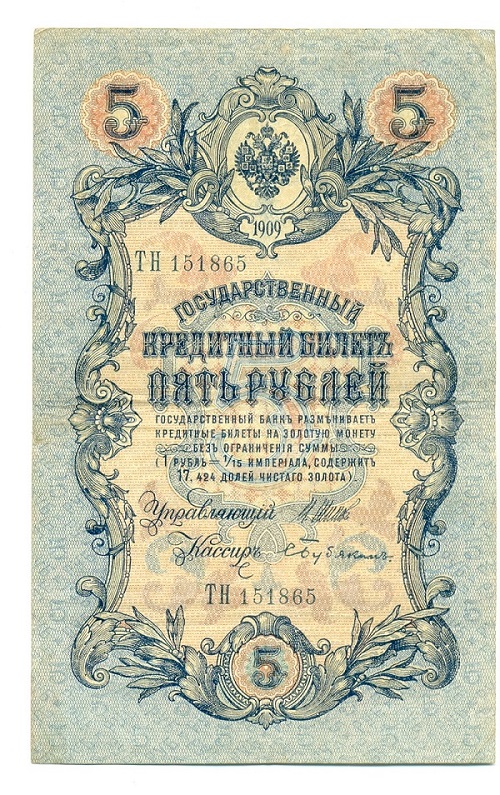 5 5
1909
ТН 151865
ГОСУДАРСТВЕННЫЙ
КРЕДИТНЫЙ БИЛЕТЪ
ПЯТЬ РУБЛЕЙ
ГОСУДАРСТВЕННЫЙ БАНКЪ РАЗМѢНИВАЕТЪ
КРЕДИТНЫЕ БИЛЕТЫ НА ЗОЛОТУЮ МОНЕТУ
БЕЗЪ ОГРАНИЧЕНІЯ СУММЫ
(1 РУБЛЬ – 1/15 ИМПЕРІАЛА, СОДЕРЖИТЪ
17, 424 ДОЛЕЙ ЧИСТАГО ЗОЛОТА).
Управляющій
Кассиръ
ТН 151865
5